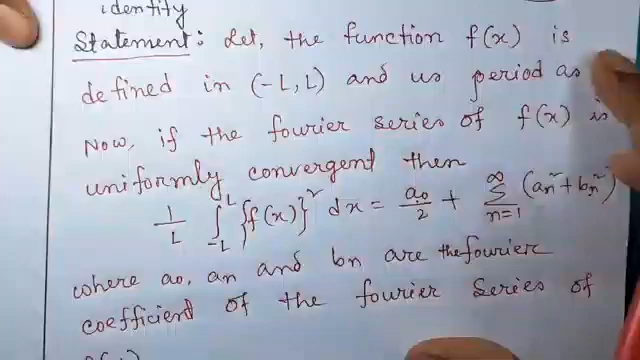 identity
Statement: Let, the function f(x) is
defined in (-L, L) and us period as
Now, if the fourier series of f(x) is
uniformly convergent then
1/L ∫_{-L}^{L} {f(x)}² dx = a₀/2 + Σ_{n=1}^{∞} (aₙ² + bₙ²)
where a₀, aₙ and bₙ are the fourier
coefficient of the fourier series of